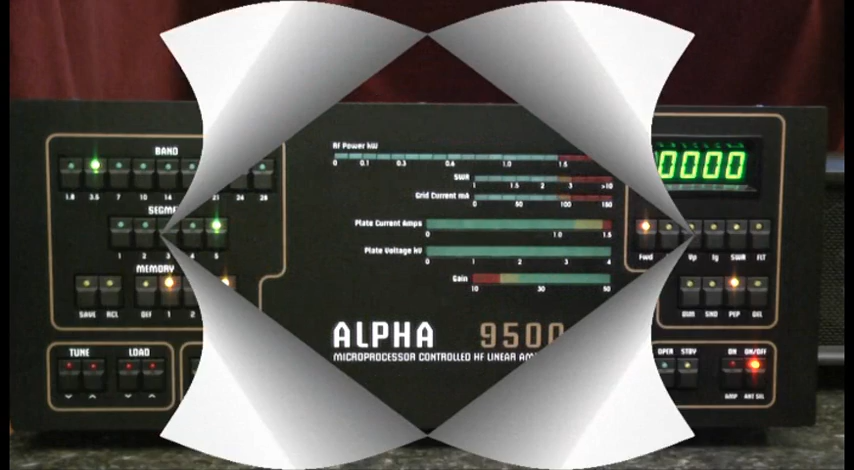 BAND
1.8 3.5 7 10 14 21 24 28
SEGM
1 2 3 4 5
MEMORY
SAVE RCL OFF 1 2
TUNE LOAD
RF Power kW
0 0.1 0.3 0.6 1.0 1.5
SWR
1 1.5 2 3 >10
Grid Current mA
0 50 100 150
Plate Current Amps
0 1.0 1.5
Plate Voltage kV
0 1 2 3 4
Gain
10 30 50
ALPHA 9500
MICROPROCESSOR CONTROLLED HF LINEAR AM
0000
Fwd Vp Ig SWR FLT
GND PEP DEL
OPER STBY ON ON/OFF
AMP ANT SEL